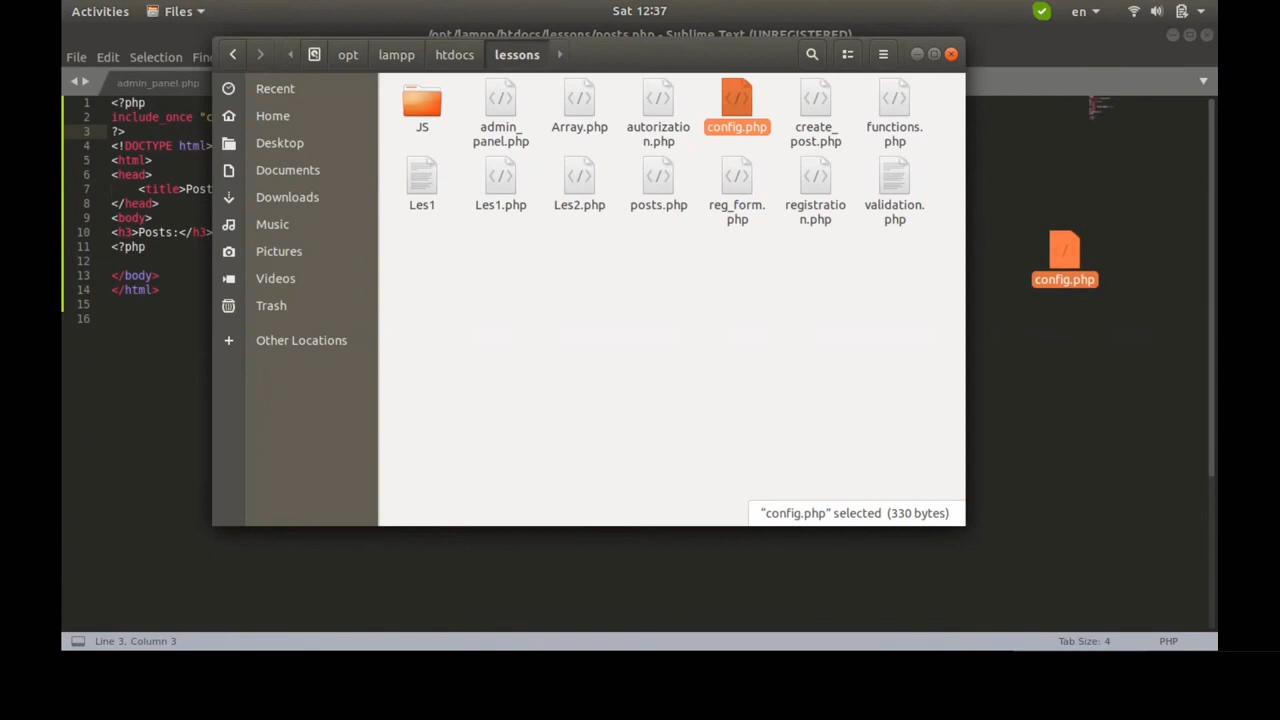 Activities
Files
Sat 12:37
en
/opt/lampp/htdocs/lessons/posts.php - Sublime Text (UNREGISTERED)
File Edit Selection Fin
opt lampp htdocs lessons
admin_panel.php
1 <?php
2 include_once "c
3 ?>
4 <!DOCTYPE html>
5 <html>
6 <head>
7 <title>Post
8 </head>
9 <body>
10 <h3>Posts:</h3>
11 <?php
12
13 </body>
14 </html>
15
16
Recent
Home
Desktop
Documents
Downloads
Music
Pictures
Videos
Trash
+ Other Locations
JS
admin_
panel.php
Array.php
autorizatio
n.php
config.php
create_
post.php
functions.
php
Les1
Les1.php
Les2.php
posts.php
reg_form.
php
registratio
n.php
validation.
php
config.php
"config.php" selected (330 bytes)
Line 3, Column 3
Tab Size: 4
PHP